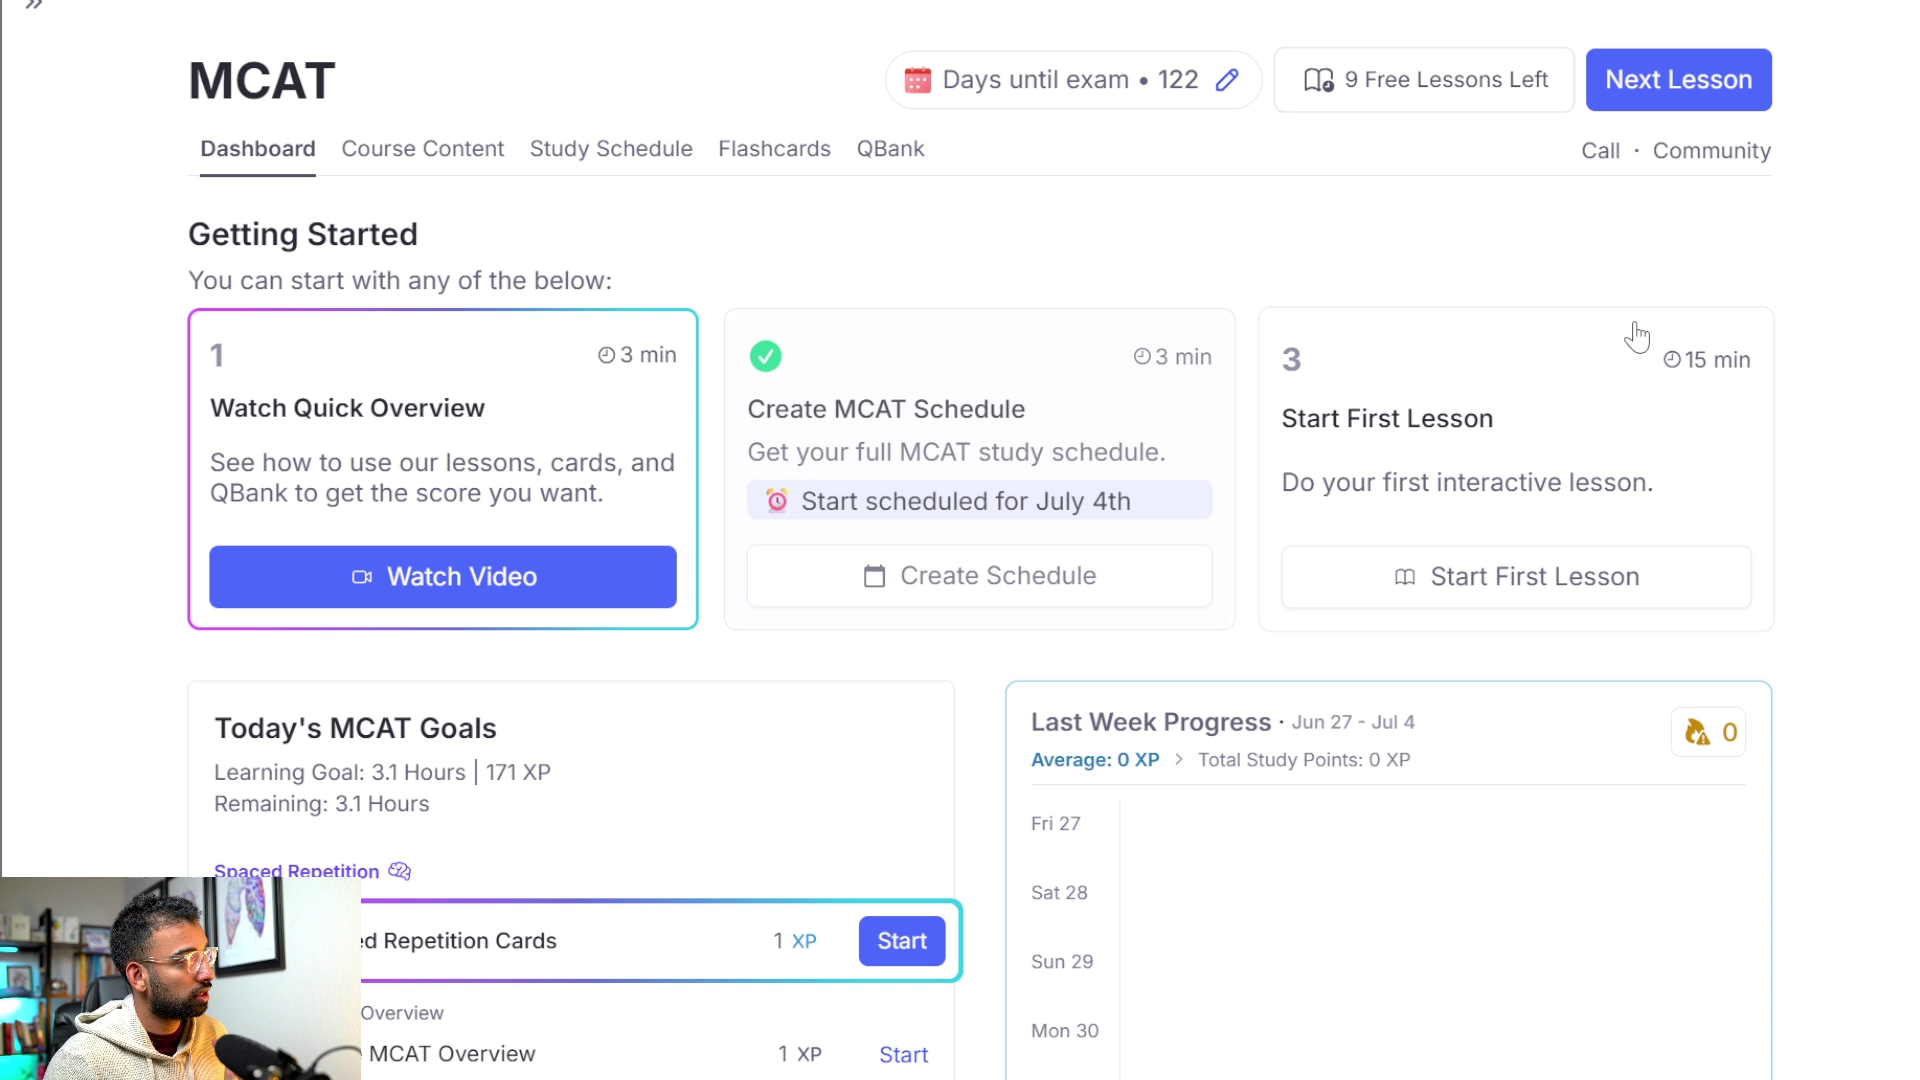 MCAT
Days until exam • 122
9 Free Lessons Left
Next Lesson
Dashboard
Course Content
Study Schedule
Flashcards
QBank
Call · Community
Getting Started
You can start with any of the below:
1
3 min
Watch Quick Overview
See how to use our lessons, cards, and
QBank to get the score you want.
Watch Video
3 min
Create MCAT Schedule
Get your full MCAT study schedule.
Start scheduled for July 4th
Create Schedule
3
15 min
Start First Lesson
Do your first interactive lesson.
Start First Lesson
Today's MCAT Goals
Learning Goal: 3.1 Hours | 171 XP
Remaining: 3.1 Hours
Spaced Repetition
ed Repetition Cards
1 XP
Start
Overview
MCAT Overview
1 XP
Start
Last Week Progress · Jun 27 - Jul 4
0
Average: 0 XP > Total Study Points: 0 XP
Fri 27
Sat 28
Sun 29
Mon 30